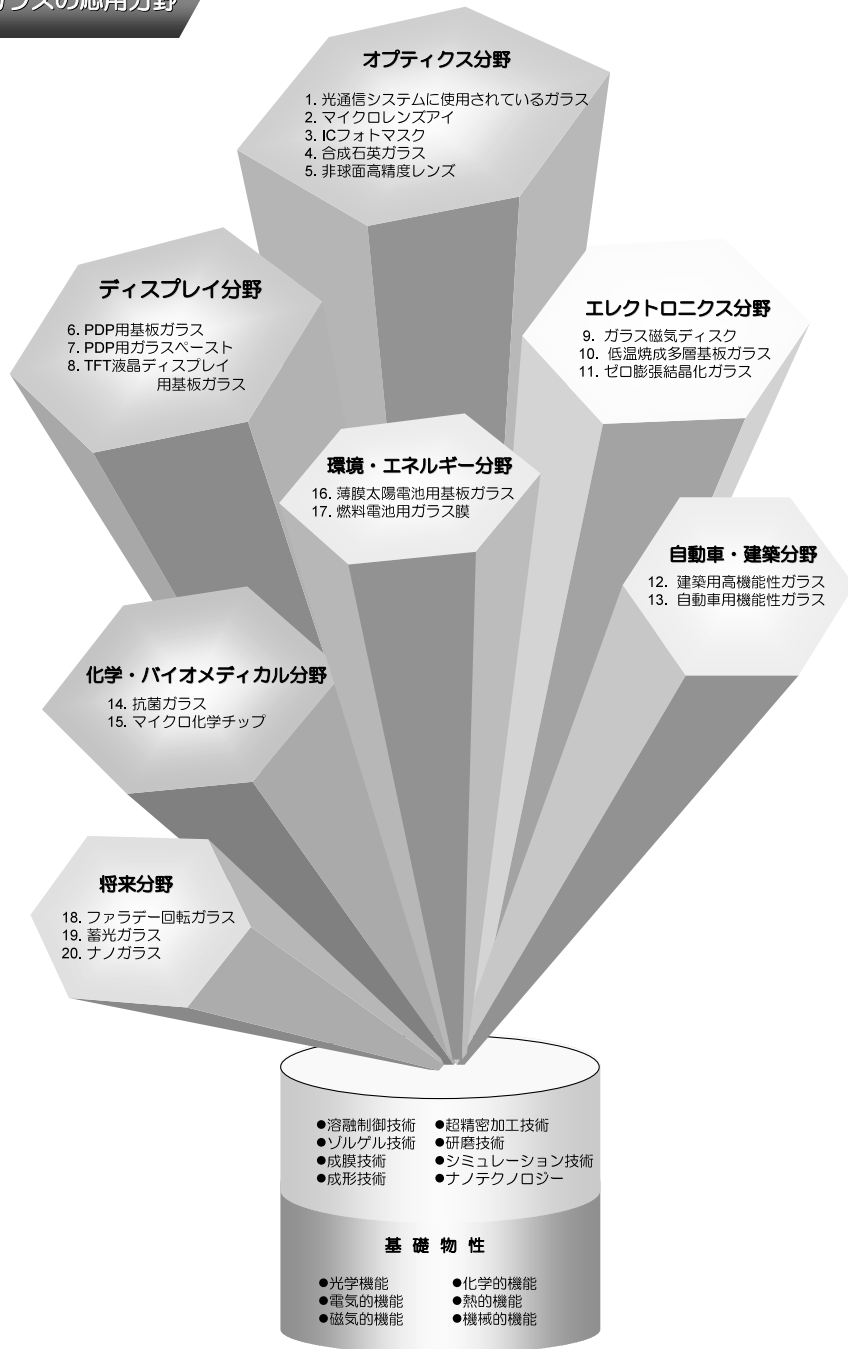 ガラスの応用分野
オプティクス分野
1. 光通信システムに使用されているガラス
2. マイクロレンズアイ
3. ICフォトマスク
4. 合成石英ガラス
5. 非球面高精度レンズ
ディスプレイ分野
6. PDP用基板ガラス
7. PDP用ガラスペースト
8. TFT液晶ディスプレイ
用基板ガラス
エレクトロニクス分野
9. ガラス磁気ディスク
10. 低温焼成多層基板ガラス
11. ゼロ膨張結晶化ガラス
環境・エネルギー分野
16. 薄膜太陽電池用基板ガラス
17. 燃料電池用ガラス膜
自動車・建築分野
12. 建築用高機能性ガラス
13. 自動車用機能性ガラス
化学・バイオメディカル分野
14. 抗菌ガラス
15. マイクロ化学チップ
将来分野
18. ファラデー回転ガラス
19. 蓄光ガラス
20. ナノガラス
●溶融制御技術 ●超精密加工技術
●ゾルゲル技術 ●研磨技術
●成膜技術 ●シミュレーション技術
●成形技術 ●ナノテクノロジー
基礎物性
●光学機能 ●化学的機能
●電気的機能 ●熱的機能
●磁気的機能 ●機械的機能